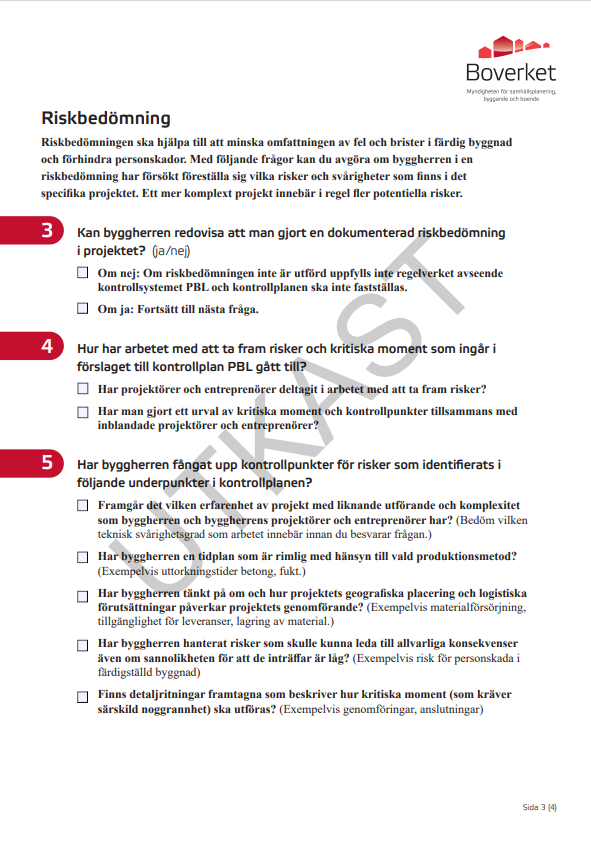 Boverket
Myndigheten för samhällsplanering,
byggande och boende
Riskbedömning
Riskbedömningen ska hjälpa till att minska omfattningen av fel och brister i färdig byggnad
och förhindra personskador. Med följande frågor kan du avgöra om byggherren i en
riskbedömning har försökt föreställa sig vilka risker och svårigheter som finns i det
specifika projektet. Ett mer komplext projekt innebär i regel fler potentiella risker.
3
Kan byggherren redovisa att man gjort en dokumenterad riskbedömning
i projektet? (ja/nej)
Om nej: Om riskbedömningen inte är utförd uppfylls inte regelverket avseende
kontrollsystemet PBL och kontrollplanen ska inte fastställas.
Om ja: Fortsätt till nästa fråga.
4
Hur har arbetet med att ta fram risker och kritiska moment som ingår i
förslaget till kontrollplan PBL gått till?
Har projektörer och entreprenörer deltagit i arbetet med att ta fram risker?
Har man gjort ett urval av kritiska moment och kontrollpunkter tillsammans med
inblandade projektörer och entreprenörer?
5
Har byggherren fångat upp kontrollpunkter för risker som identifierats i
följande underpunkter i kontrollplanen?
Framgår det vilken erfarenhet av projekt med liknande utförande och komplexitet
som byggherren och byggherrens projektörer och entreprenörer har? (Bedöm vilken
teknisk svårighetsgrad som arbetet innebär innan du besvarar frågan.)
Har byggherren en tidplan som är rimlig med hänsyn till vald produktionsmetod?
(Exempelvis uttorkningstider betong, fukt.)
Har byggherren tänkt på om och hur projektets geografiska placering och logistiska
förutsättningar påverkar projektets genomförande? (Exempelvis materialförsörjning,
tillgänglighet för leveranser, lagring av material.)
Har byggherren hanterat risker som skulle kunna leda till allvarliga konsekvenser
även om sannolikheten för att de inträffar är låg? (Exempelvis risk för personskada i
färdigställd byggnad)
Finns detaljritningar framtagna som beskriver hur kritiska moment (som kräver
särskild noggrannhet) ska utföras? (Exempelvis genomföringar, anslutningar)
UTKAST
Sida 3 (4)